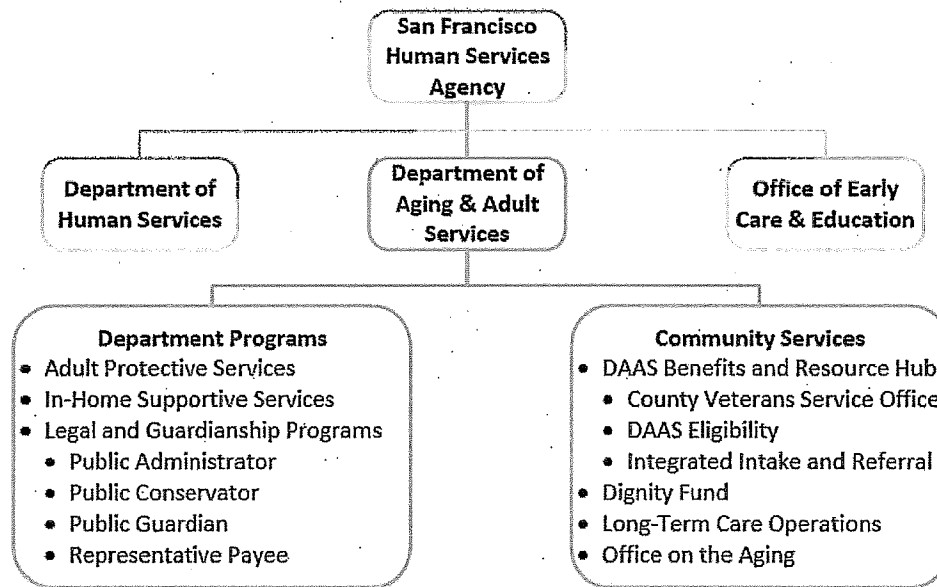 San Francisco
Human Services
Agency
Department of
Human Services
Department of
Aging & Adult
Services
Office of Early
Care & Education
Department Programs
• Adult Protective Services
• In-Home Supportive Services
• Legal and Guardianship Programs
• Public Administrator
• Public Conservator
• Public Guardian
• Representative Payee
Community Services
• DAAS Benefits and Resource Hub
• County Veterans Service Office
• DAAS Eligibility
• Integrated Intake and Referral
• Dignity Fund
• Long-Term Care Operations
• Office on the Aging